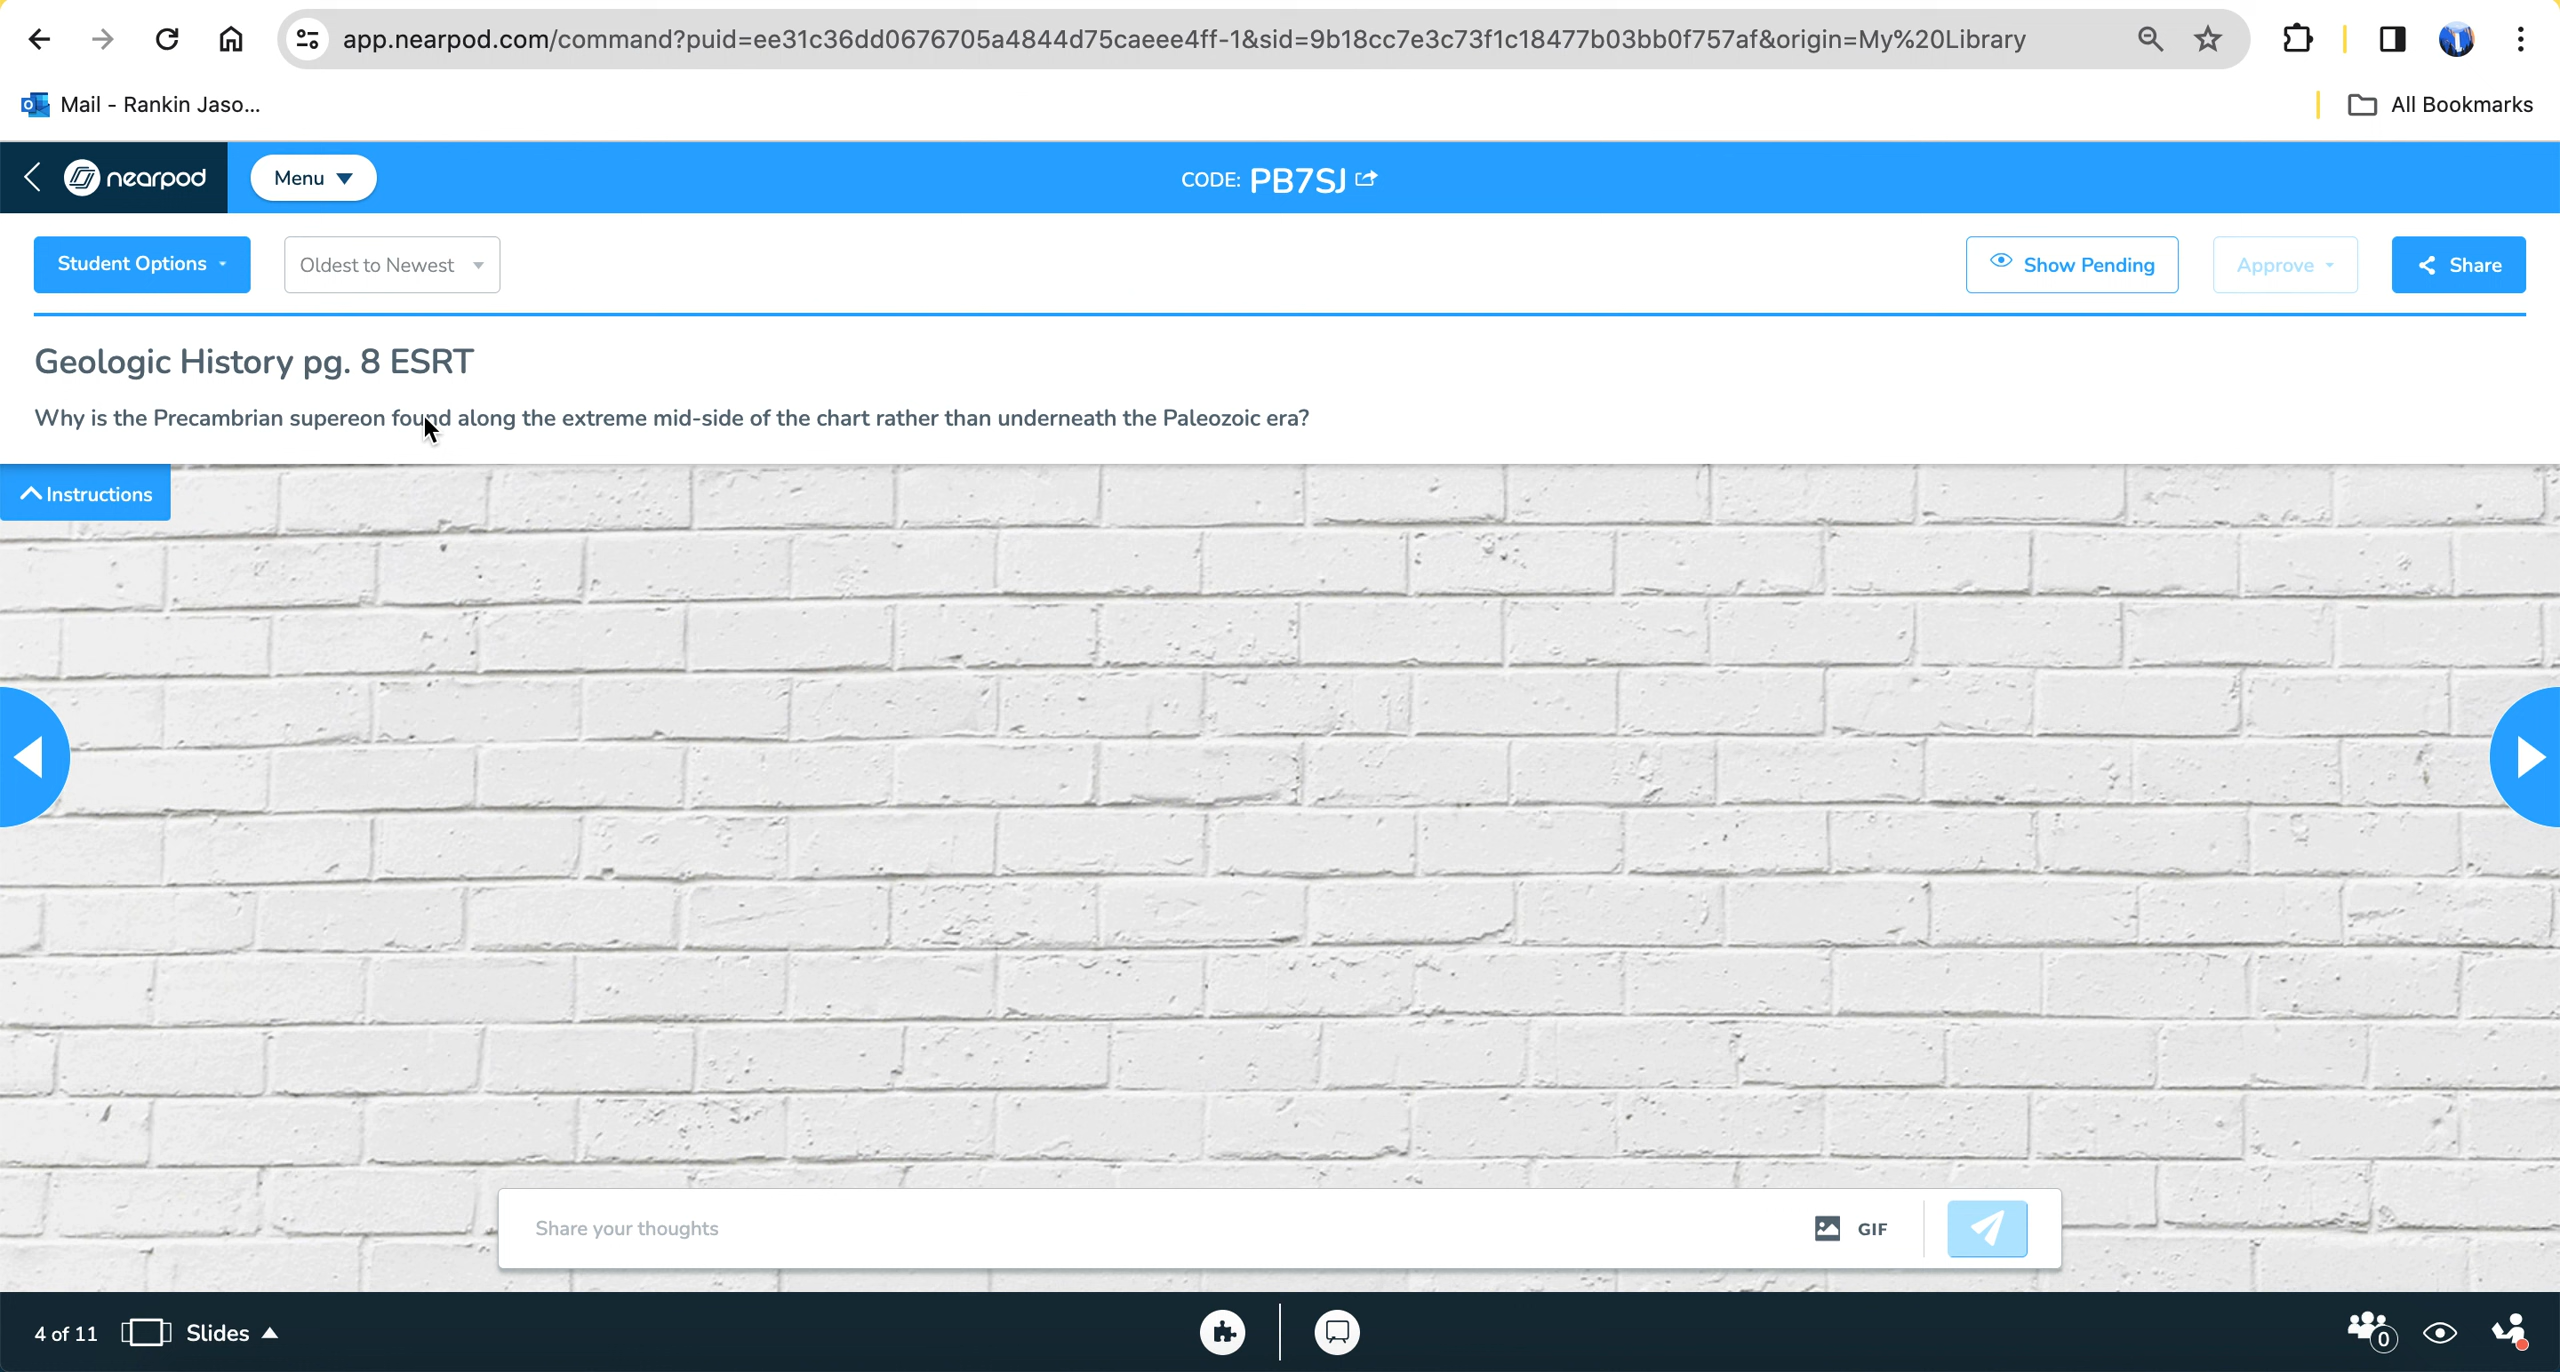 app.nearpod.com/command?puid=ee31c36dd0676705a4844d75caeee4ff-1&sid=9b18cc7e3c73f1c18477b03bb0f757af&origin=My%20Library
Mail - Rankin Jaso...
All Bookmarks
nearpod
Menu
CODE: PB7SJ
Student Options
Oldest to Newest
Show Pending
Approve
Share
Geologic History pg. 8 ESRT
Why is the Precambrian supereon found along the extreme mid-side of the chart rather than underneath the Paleozoic era?
Instructions
Share your thoughts
GIF
4 of 11
Slides
0